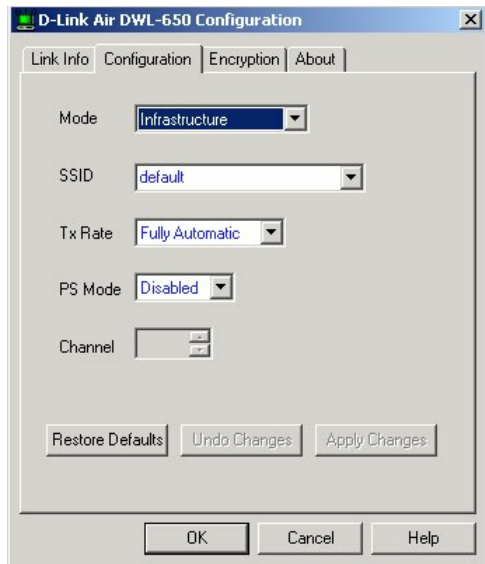 D-Link Air DWL-650 Configuration
Link Info Configuration Encryption About
Mode Infrastructure
SSID default
Tx Rate Fully Automatic
PS Mode Disabled
Channel
Restore Defaults Undo Changes Apply Changes
OK Cancel Help